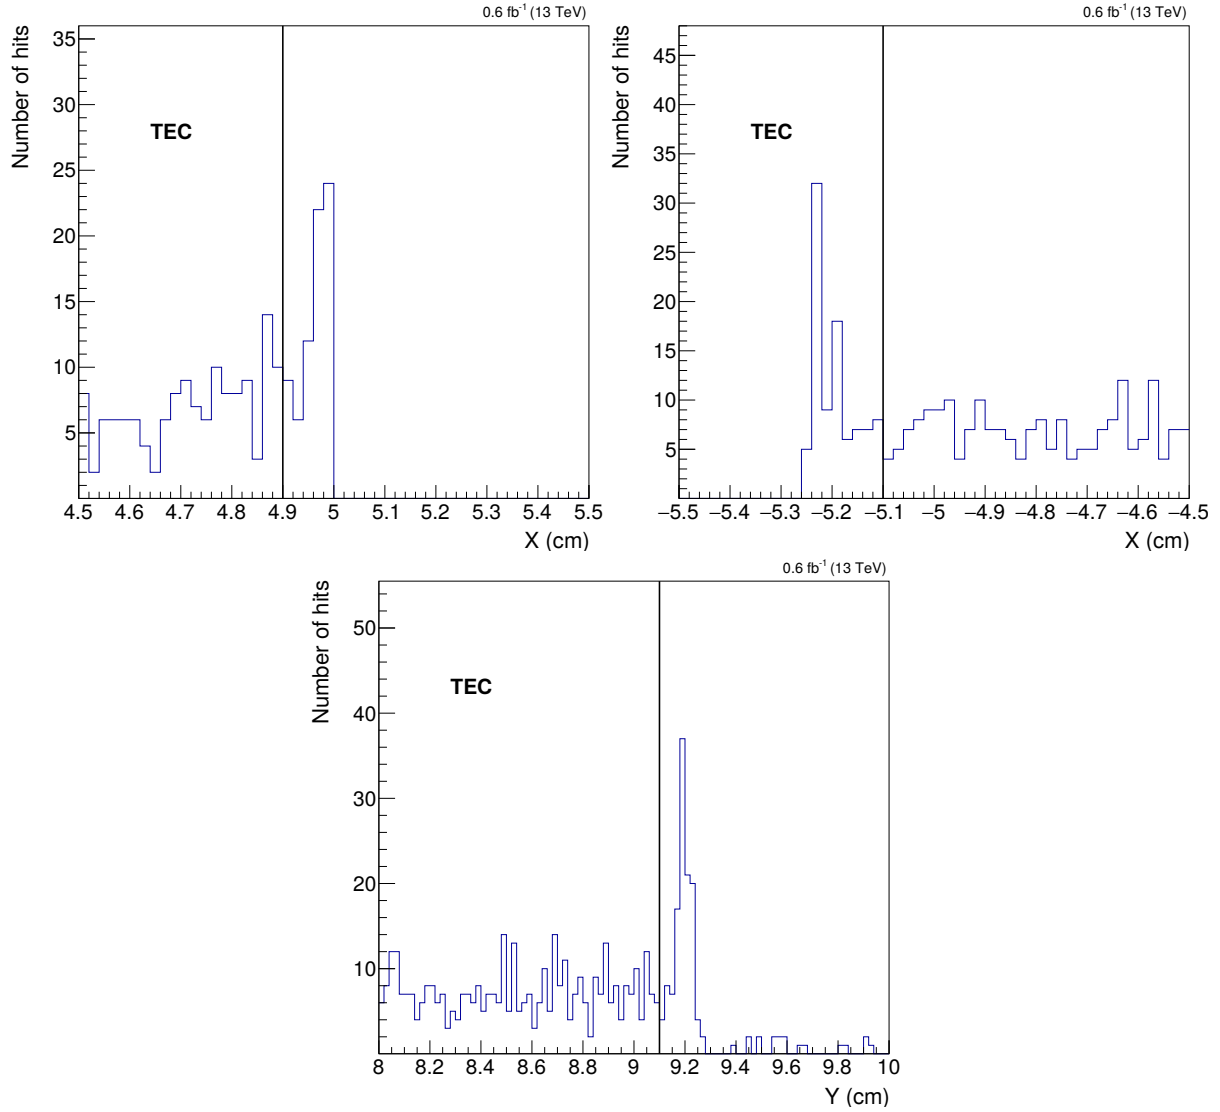 0.6 fb⁻¹ (13 TeV)
Number of hits
35
30
25
20
15
10
5
TEC
4.5 4.6 4.7 4.8 4.9 5 5.1 5.2 5.3 5.4 5.5
X (cm)
0.6 fb⁻¹ (13 TeV)
Number of hits
45
40
35
30
25
20
15
10
5
TEC
−5.5 −5.4 −5.3 −5.2 −5.1 −5 −4.9 −4.8 −4.7 −4.6 −4.5
X (cm)
0.6 fb⁻¹ (13 TeV)
Number of hits
50
40
30
20
10
TEC
8 8.2 8.4 8.6 8.8 9 9.2 9.4 9.6 9.8 10
Y (cm)